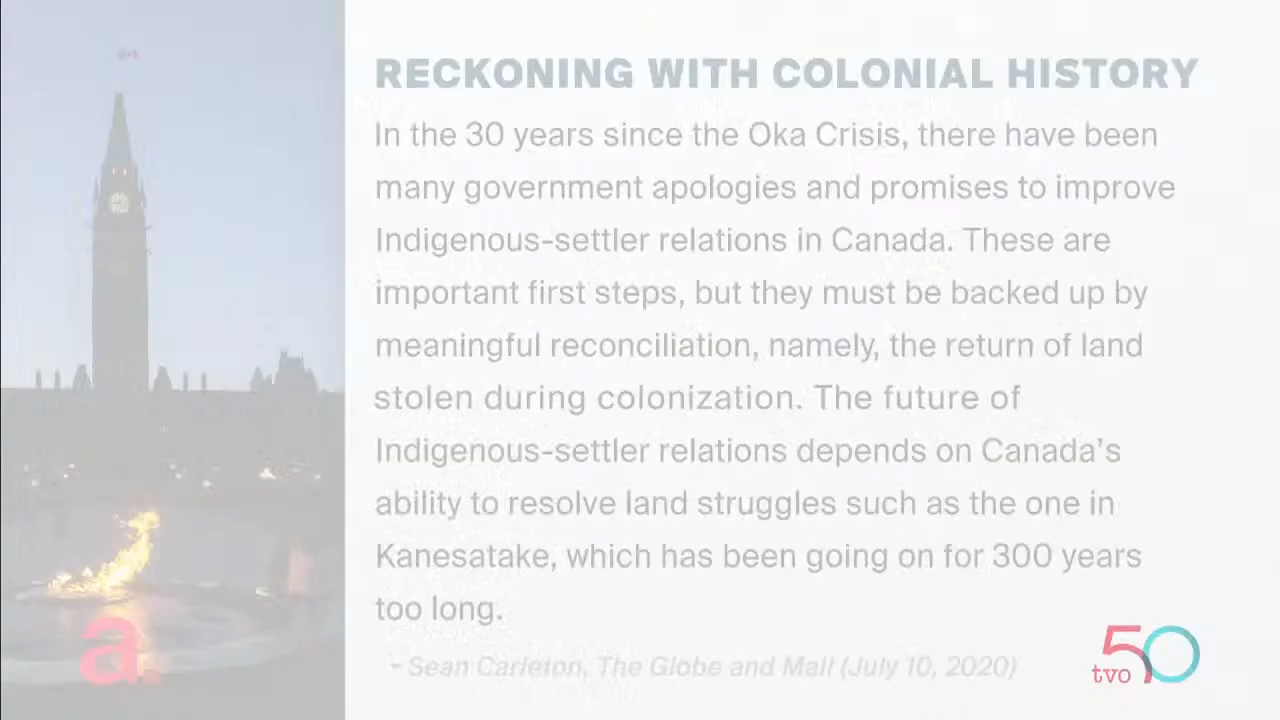 RECKONING WITH COLONIAL HISTORY
In the 30 years since the Oka Crisis, there have been
many government apologies and promises to improve
Indigenous-settler relations in Canada. These are
important first steps, but they must be backed up by
meaningful reconciliation, namely, the return of land
stolen during colonization. The future of
Indigenous-settler relations depends on Canada's
ability to resolve land struggles such as the one in
Kanesatake, which has been going on for 300 years
too long.
- Sean Carleton, The Globe and Mail (July 10, 2020)
a.
tvo 50